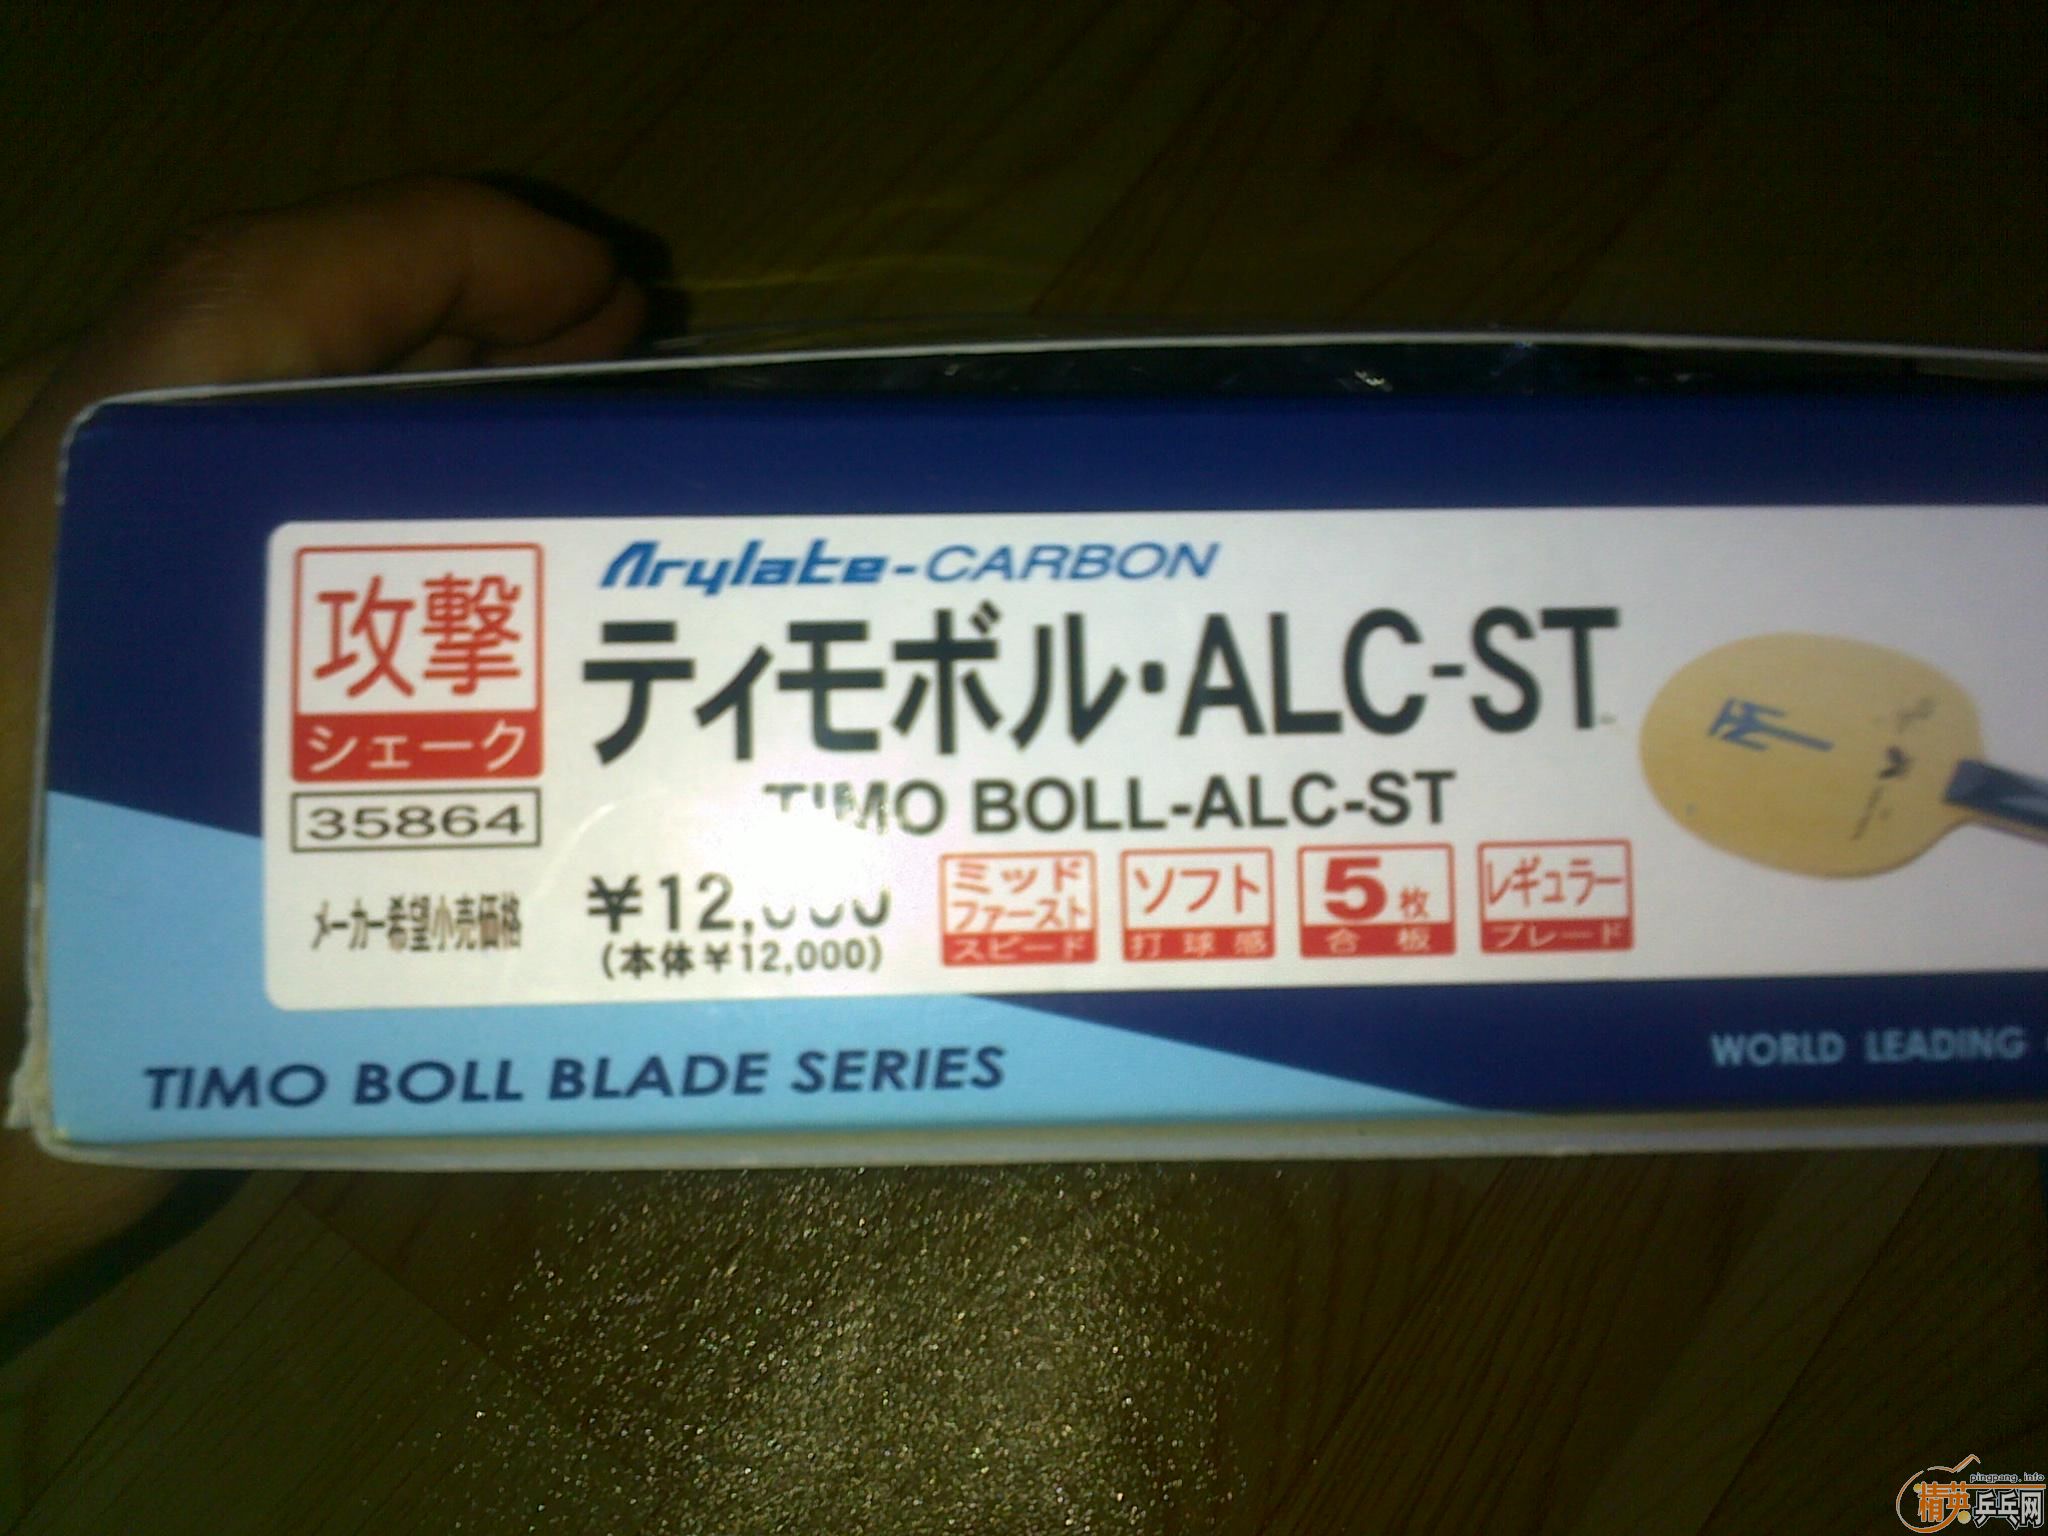 攻撃
シェーク
35864
Arylate-CARBON
ティモボル・ALC-ST
TIMO BOLL-ALC-ST
メーカー希望小売価格
¥12,000
(本体¥12,000)
ミッド
ファースト
スピード
ソフト
打球感
5枚
合板
レギュラー
ブレード
TIMO BOLL BLADE SERIES
WORLD LEADING
pingpang.info
精英乒乓网